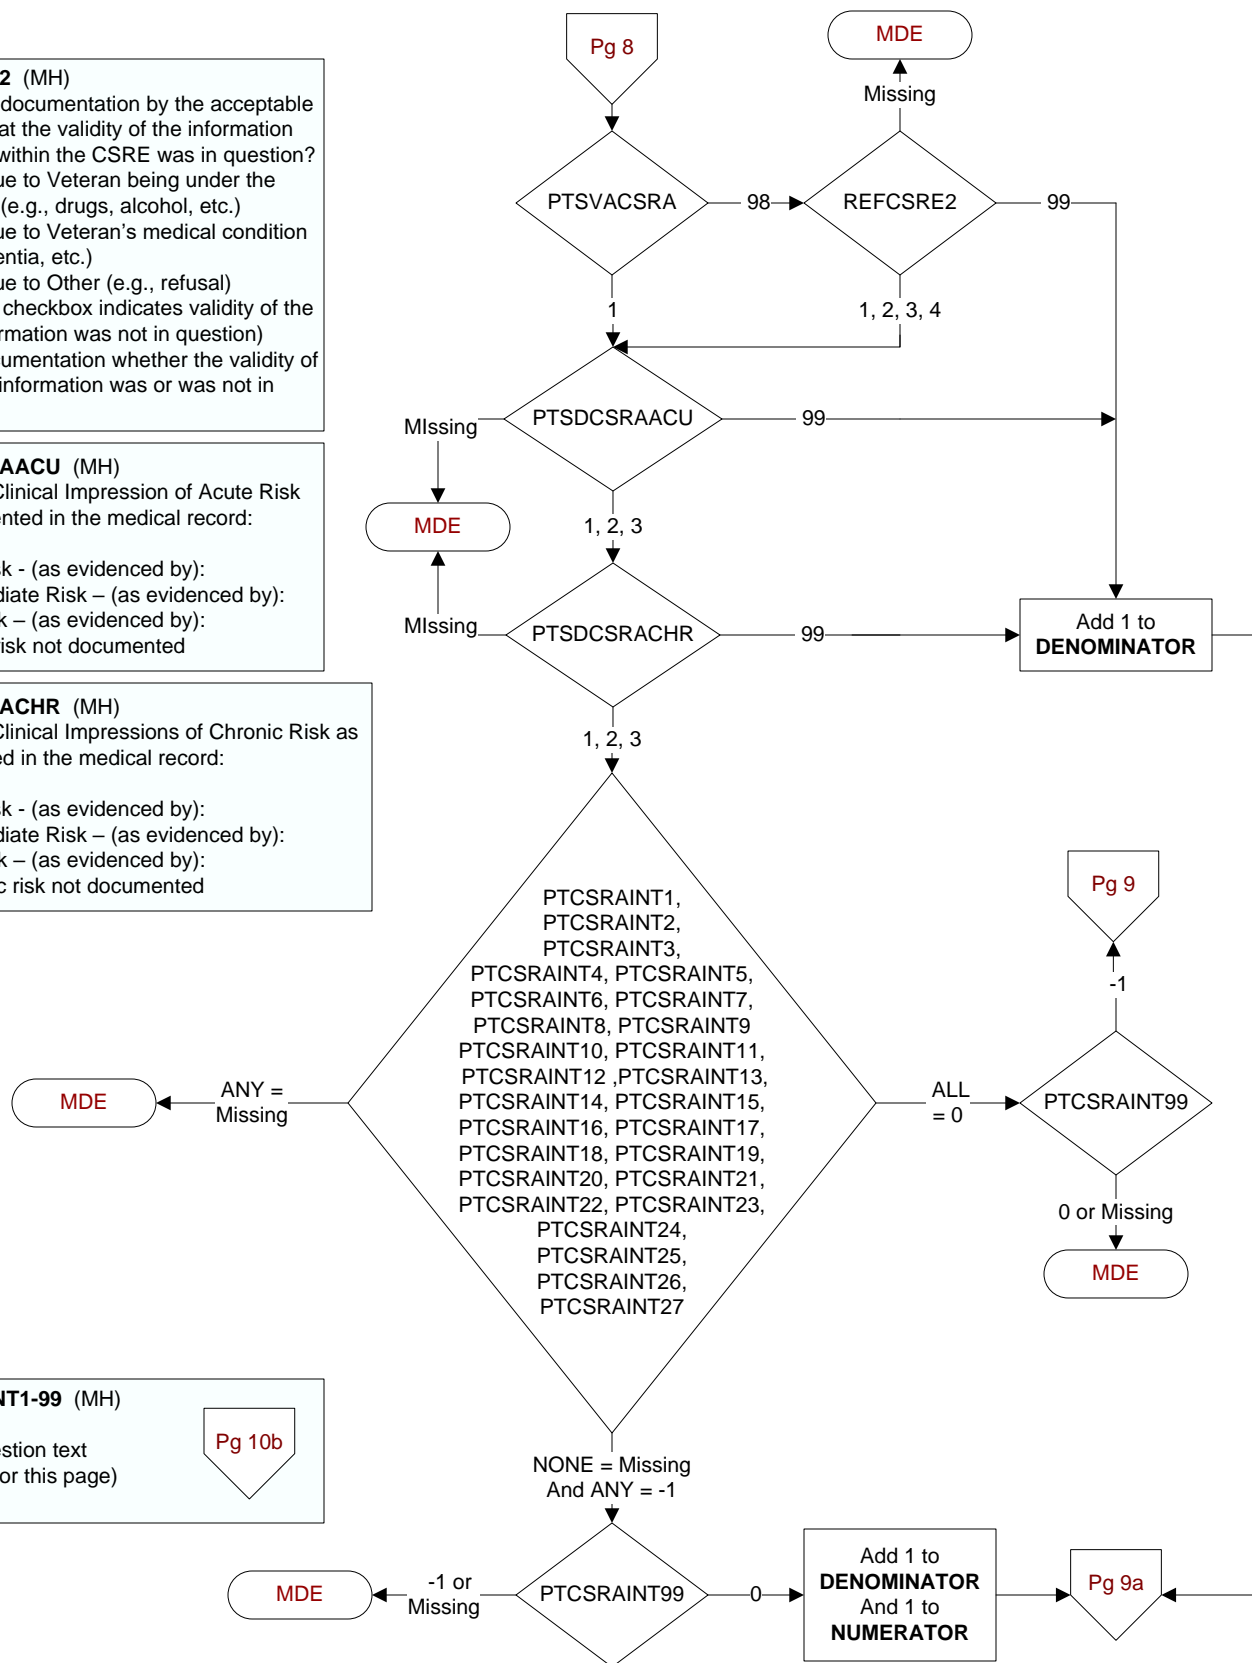 Pg 8
MDE
Missing
PTSVACSRA
98
REFCSRE2
99
1
1, 2, 3, 4
2 (MH)
documentation by the acceptable
at the validity of the information
within the CSRE was in question?
ue to Veteran being under the
(e.g., drugs, alcohol, etc.)
ue to Veteran's medical condition
entia, etc.)
ue to Other (e.g., refusal)
checkbox indicates validity of the
rmation was not in question)
umentation whether the validity of
information was or was not in
PTSDCSRAACU
99
MIssing
MDE
1, 2, 3
MIssing
PTSDCSRACHR
99
Add 1 to
DENOMINATOR
1, 2, 3
AACU (MH)
Clinical Impression of Acute Risk
nted in the medical record:
sk - (as evidenced by):
diate Risk – (as evidenced by):
k – (as evidenced by):
risk not documented
ACHR (MH)
Clinical Impressions of Chronic Risk as
ed in the medical record:
sk - (as evidenced by):
diate Risk – (as evidenced by):
k – (as evidenced by):
c risk not documented
PTCSRAINT1,
PTCSRAINT2,
PTCSRAINT3,
PTCSRAINT4, PTCSRAINT5,
PTCSRAINT6, PTCSRAINT7,
PTCSRAINT8, PTCSRAINT9
PTCSRAINT10, PTCSRAINT11,
PTCSRAINT12 ,PTCSRAINT13,
PTCSRAINT14, PTCSRAINT15,
PTCSRAINT16, PTCSRAINT17,
PTCSRAINT18, PTCSRAINT19,
PTCSRAINT20, PTCSRAINT21,
PTCSRAINT22, PTCSRAINT23,
PTCSRAINT24,
PTCSRAINT25,
PTCSRAINT26,
PTCSRAINT27
MDE
ANY =
Missing
ALL
= 0
PTCSRAINT99
-1
Pg 9
0 or Missing
MDE
NT1-99 (MH)
stion text
or this page)
Pg 10b
NONE = Missing
And ANY = -1
MDE
-1 or
Missing
PTCSRAINT99
0
Add 1 to
DENOMINATOR
And 1 to
NUMERATOR
Pg 9a